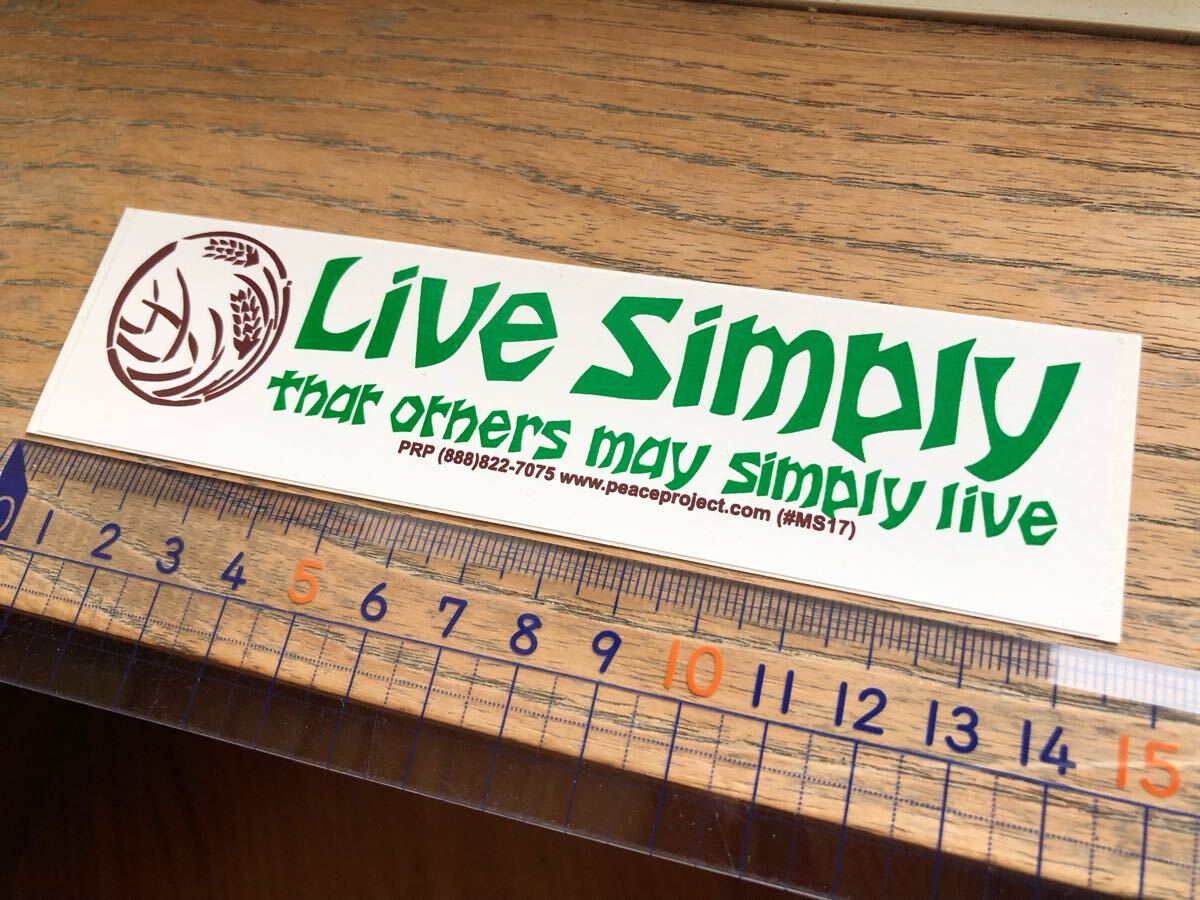 Live Simply
that others may simply live
PRP (888)822-7075 www.peaceproject.com (#MS17)
0 1 2 3 4 5 6 7 8 9 10 11 12 13 14 15